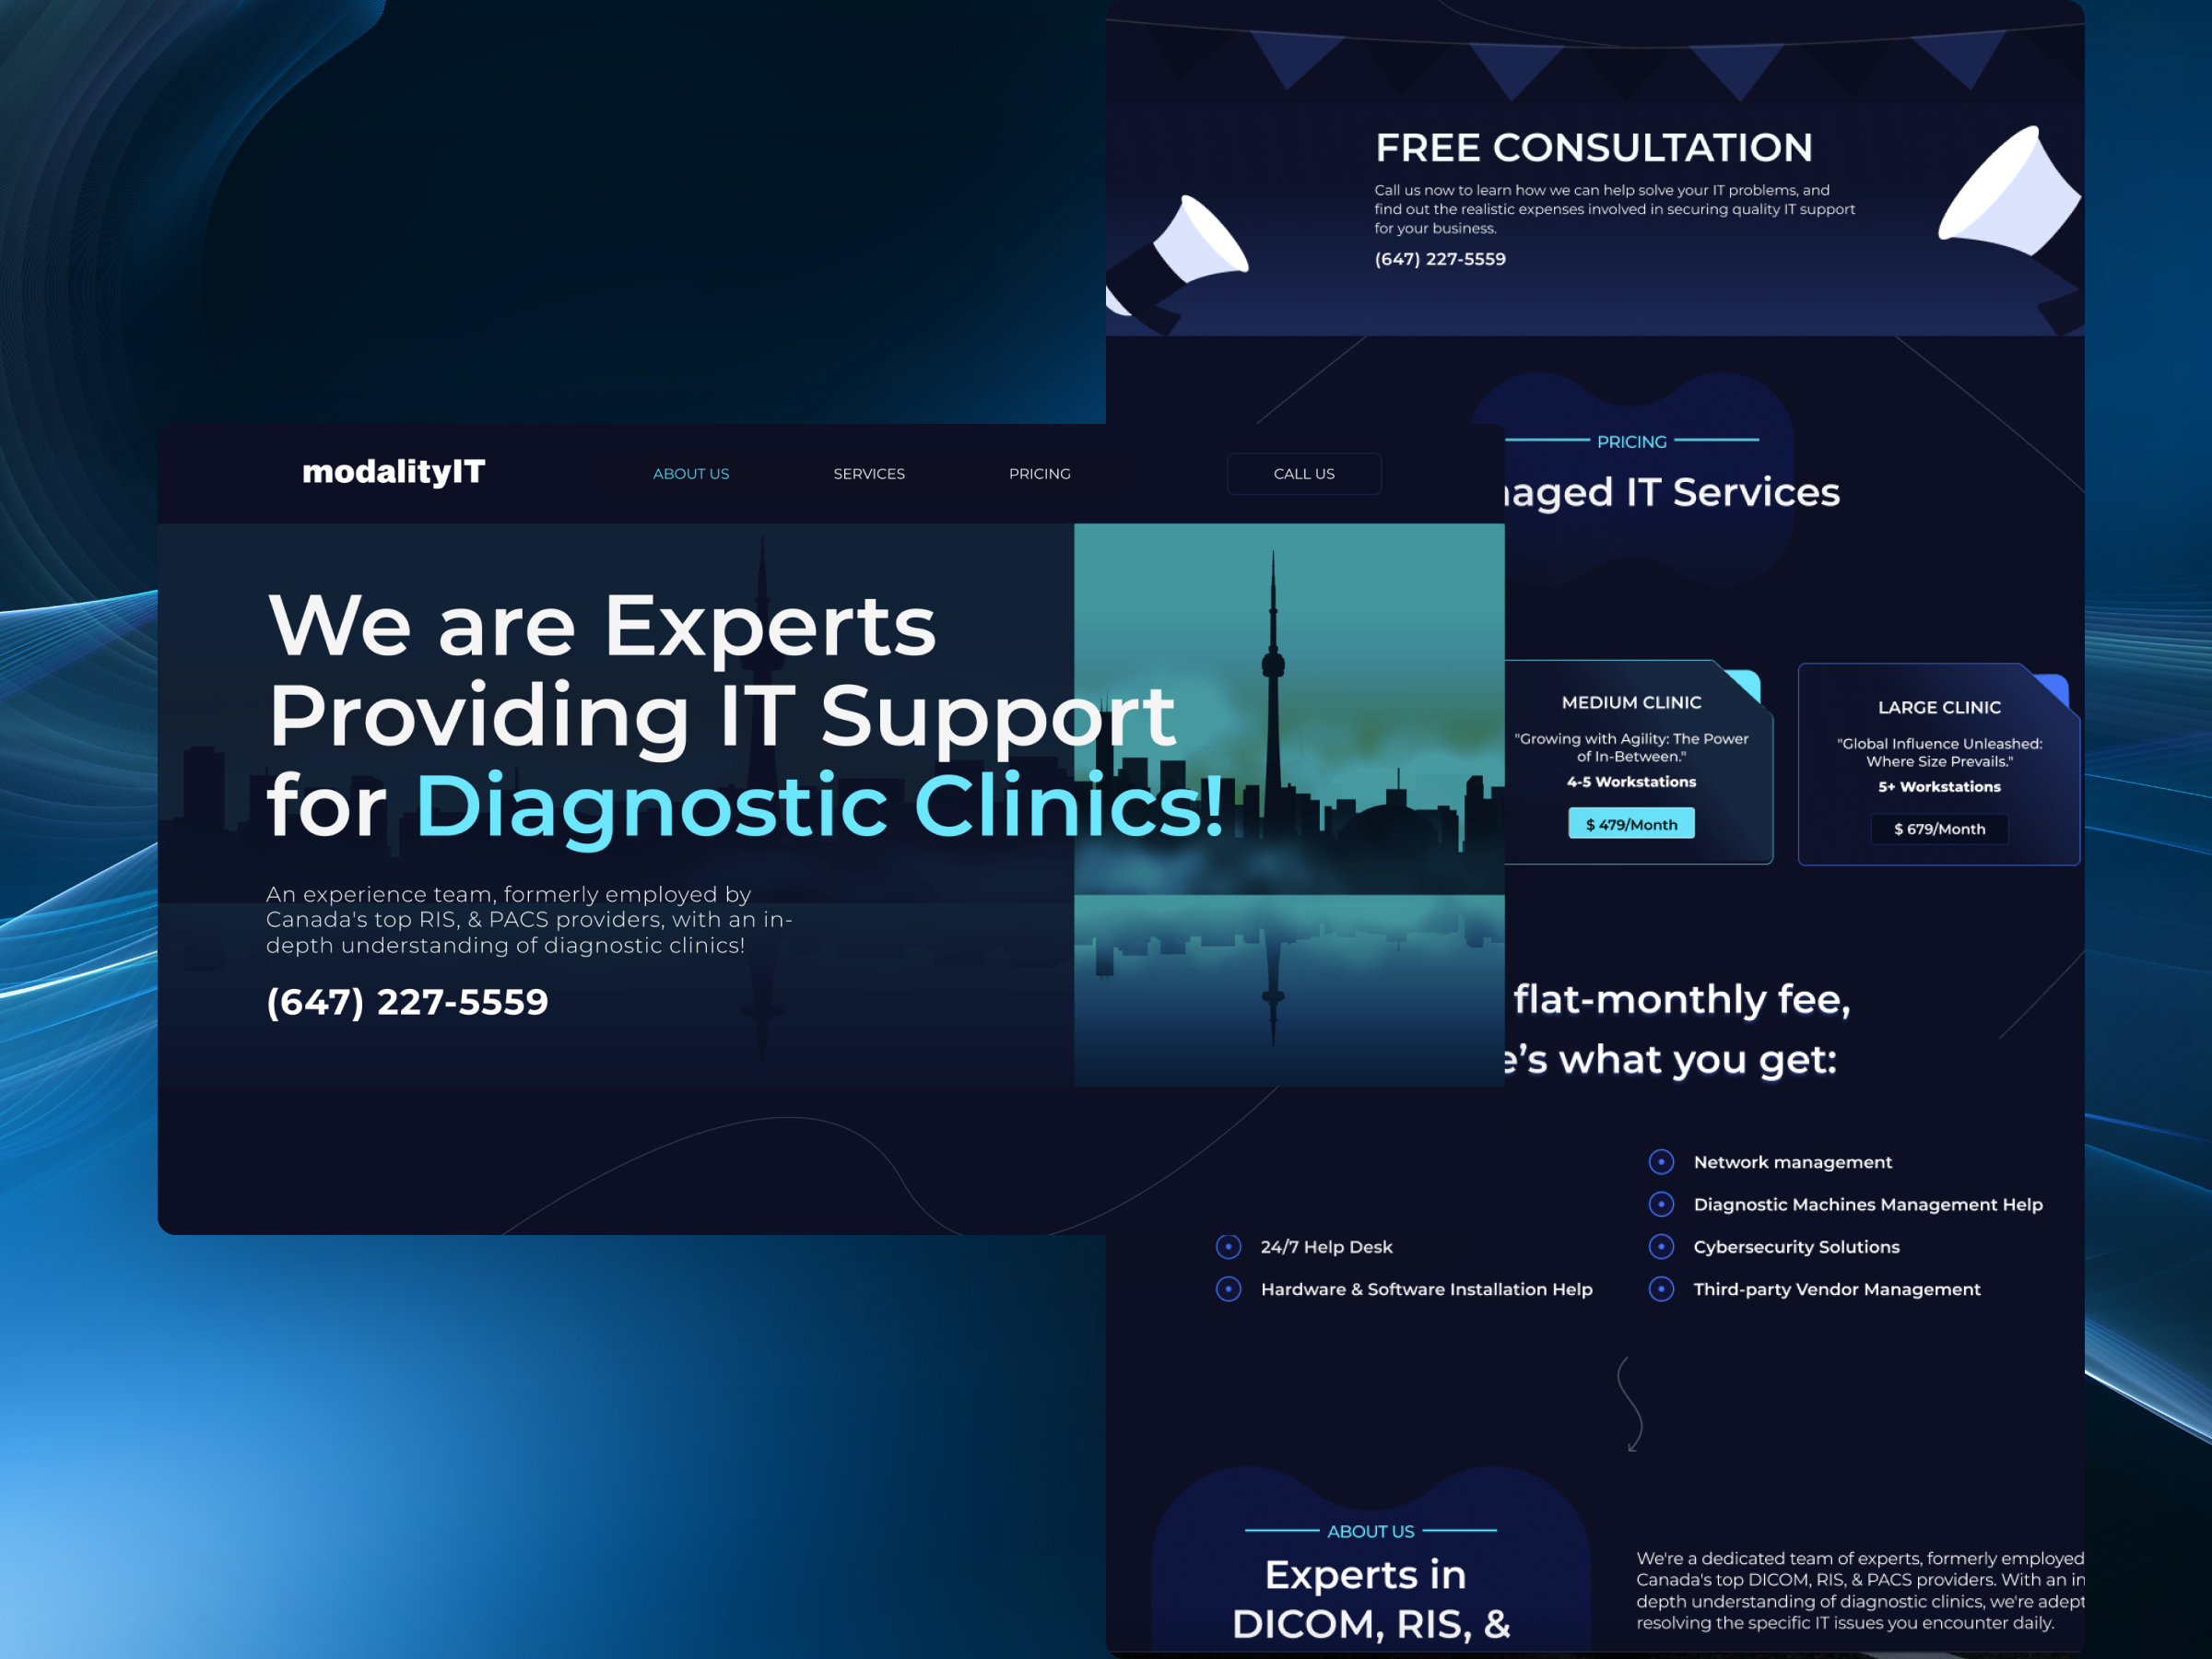 FREE CONSULTATION
Call us now to learn how we can help solve your IT problems, and
find out the realistic expenses involved in securing quality IT support
for your business.
(647) 227-5559
modalityIT
ABOUT US
SERVICES
PRICING
CALL US
We are Experts
Providing IT Support
for Diagnostic Clinics!
An experience team, formerly employed by
Canada's top RIS, & PACS providers, with an in-
depth understanding of diagnostic clinics!
(647) 227-5559
PRICING
IT Services
MEDIUM CLINIC
"Growing with Agility: The Power
of In-Between."
4-5 Workstations
$ 479/Month
LARGE CLINIC
"Global Influence Unleashed:
Where Size Prevails."
5+ Workstations
$ 679/Month
flat-monthly fee,
what you get:
24/7 Help Desk
Hardware & Software Installation Help
Network management
Diagnostic Machines Management Help
Cybersecurity Solutions
Third-party Vendor Management
ABOUT US
Experts in
DICOM, RIS, &
We're a dedicated team of experts, formerly employed
Canada's top DICOM, RIS, & PACS providers. With an in
depth understanding of diagnostic clinics, we're adept
resolving the specific IT issues you encounter daily.